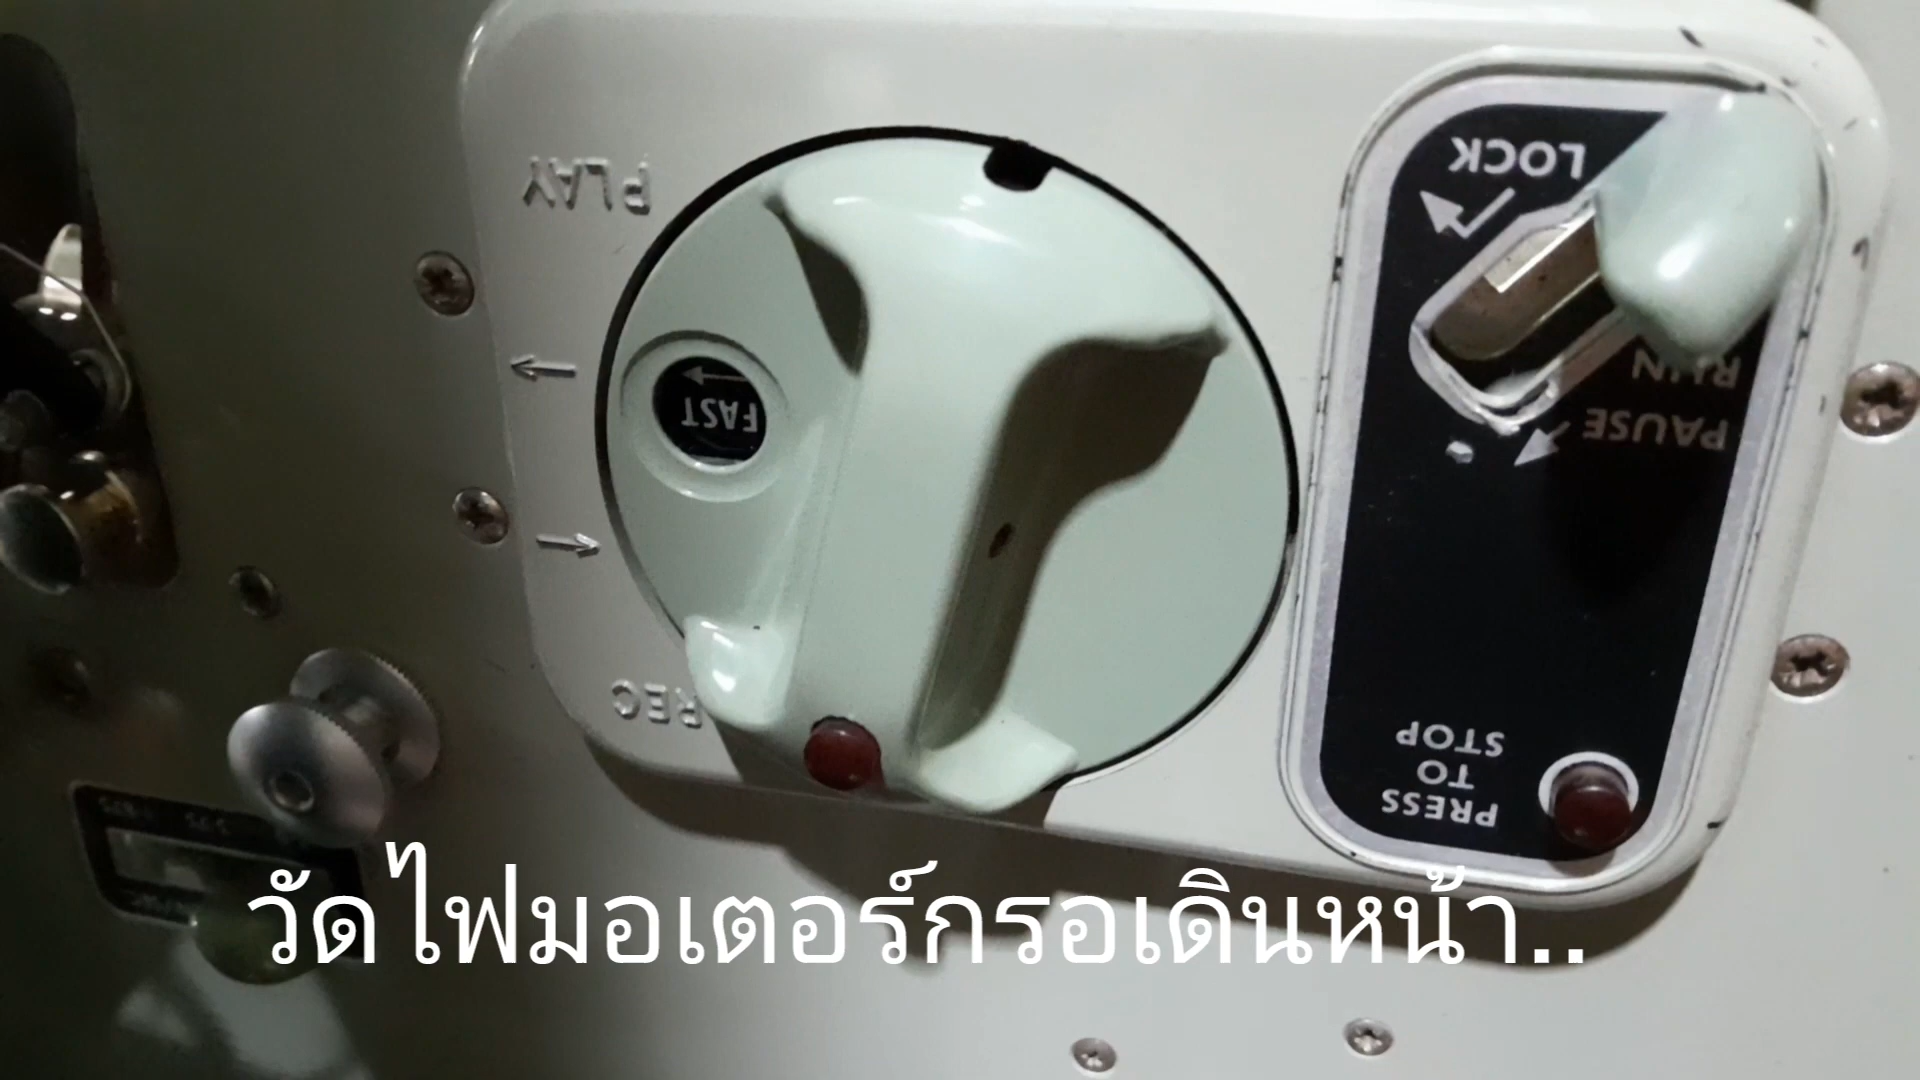 PLAY
LOCK
←
FAST
←
RUN
PAUSE
→
REC
PRESS
TO
STOP
วัดไฟมอเตอร์กรอเดินหน้า..